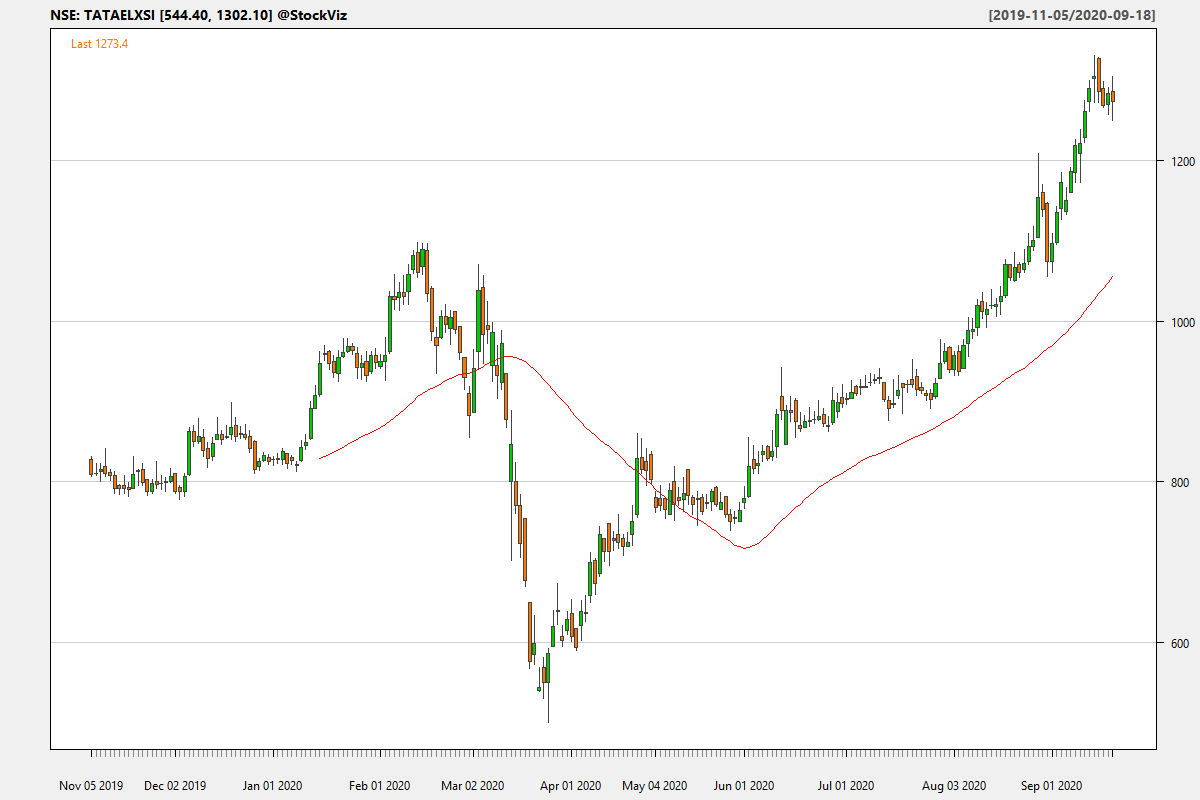 NSE: TATAELXSI [544.40, 1302.10] @StockViz [2019-11-05/2020-09-18]
Last 1273.4
1200
1000
800
600
Nov 05 2019 Dec 02 2019 Jan 01 2020 Feb 01 2020 Mar 02 2020 Apr 01 2020 May 04 2020 Jun 01 2020 Jul 01 2020 Aug 03 2020 Sep 01 2020